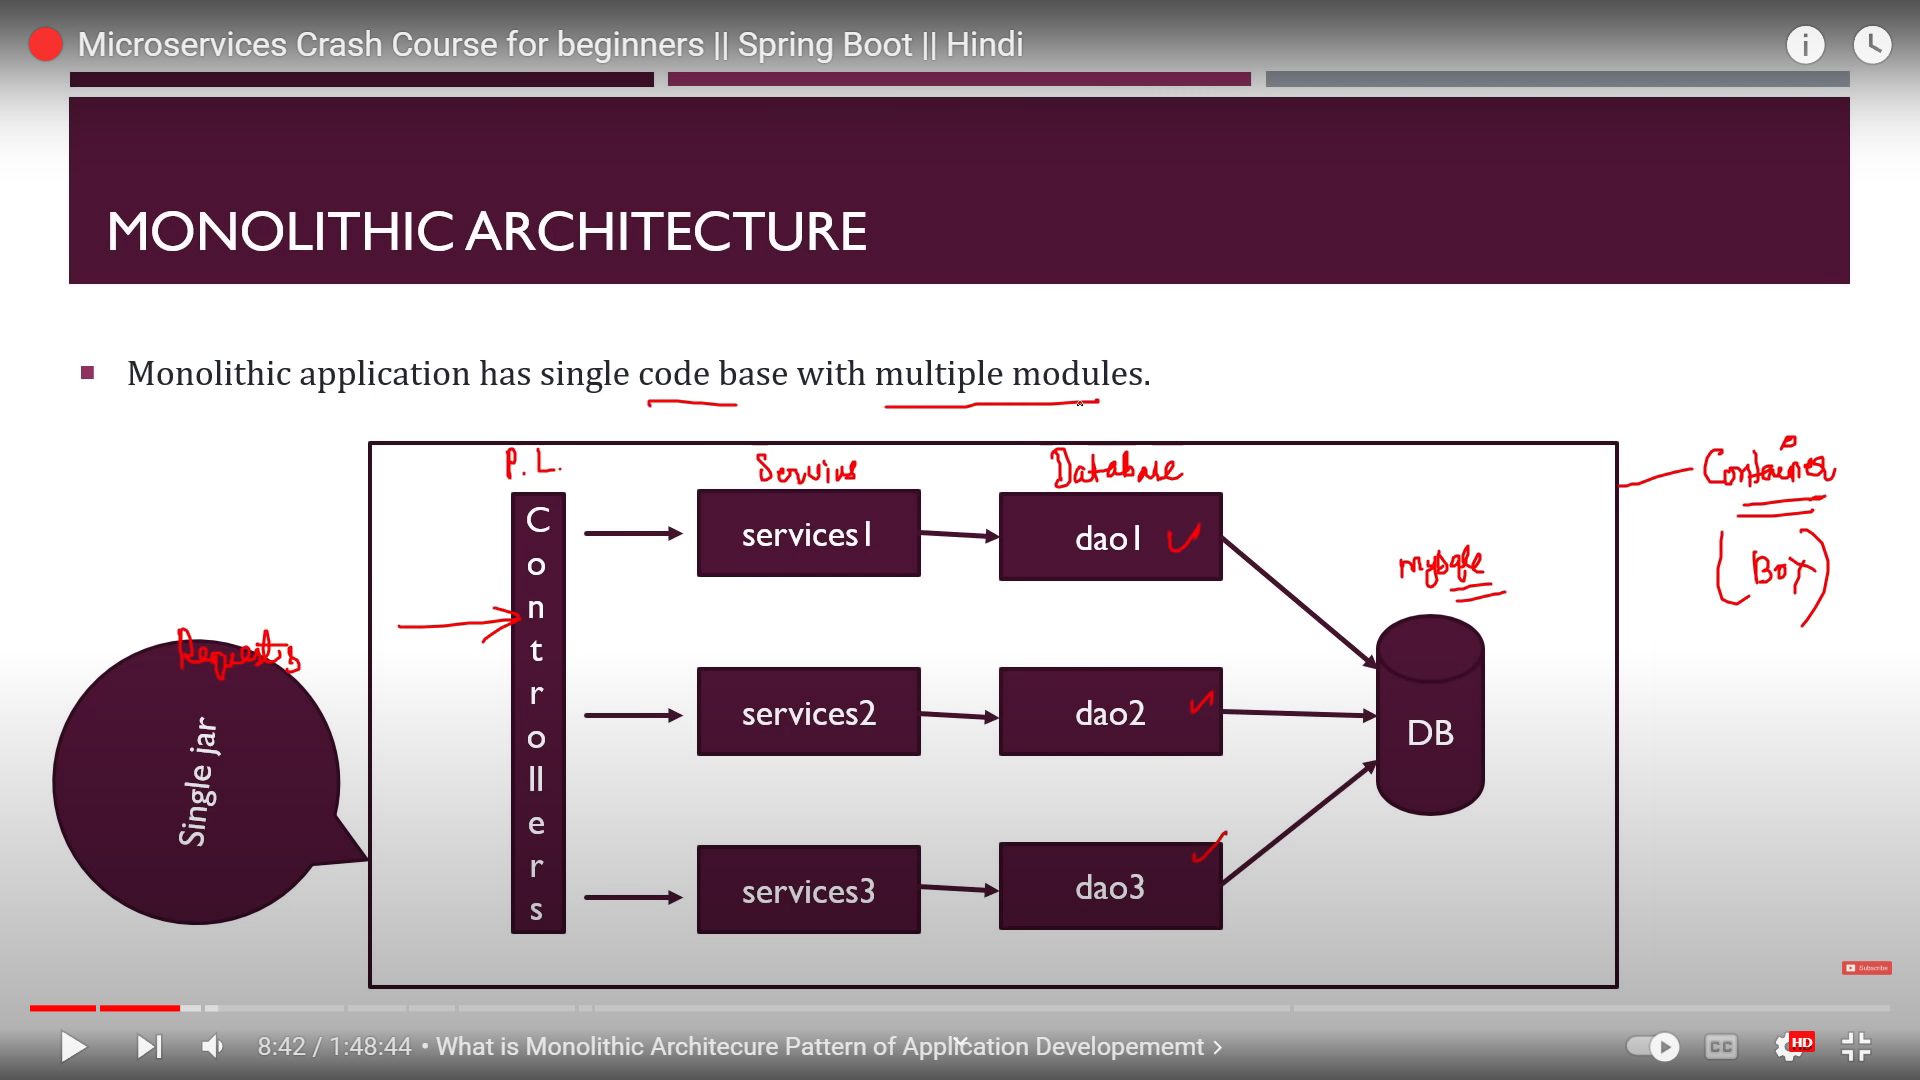 Microservices Crash Course for beginners || Spring Boot || Hindi
MONOLITHIC ARCHITECTURE
Monolithic application has single code base with multiple modules.
P.L.
Database
Container
(Box)
Controllers
services1
dao1
mysql
Requests
Single jar
services2
dao2
DB
services3
dao3
Subscribe
8:42 / 1:48:44 • What is Monolithic Architecure Pattern of Application Developememt >
CC
HD